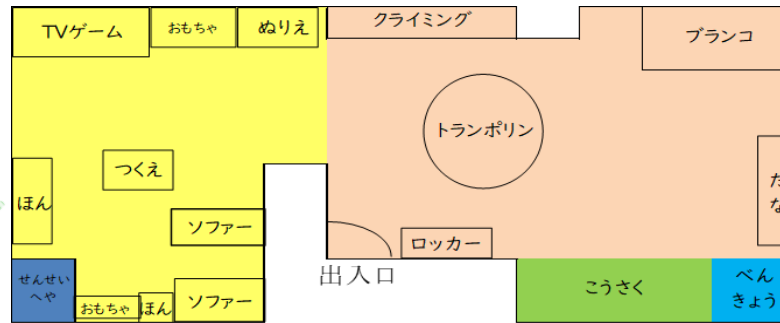 TVゲーム
おもちゃ
ぬりえ
クライミング
ブランコ
トランポリン
つくえ
ほん
た
な
ソファー
ロッカー
せんせい
へや
おもちゃ
ほん
ソファー
出入口
こうさく
べん
きょう